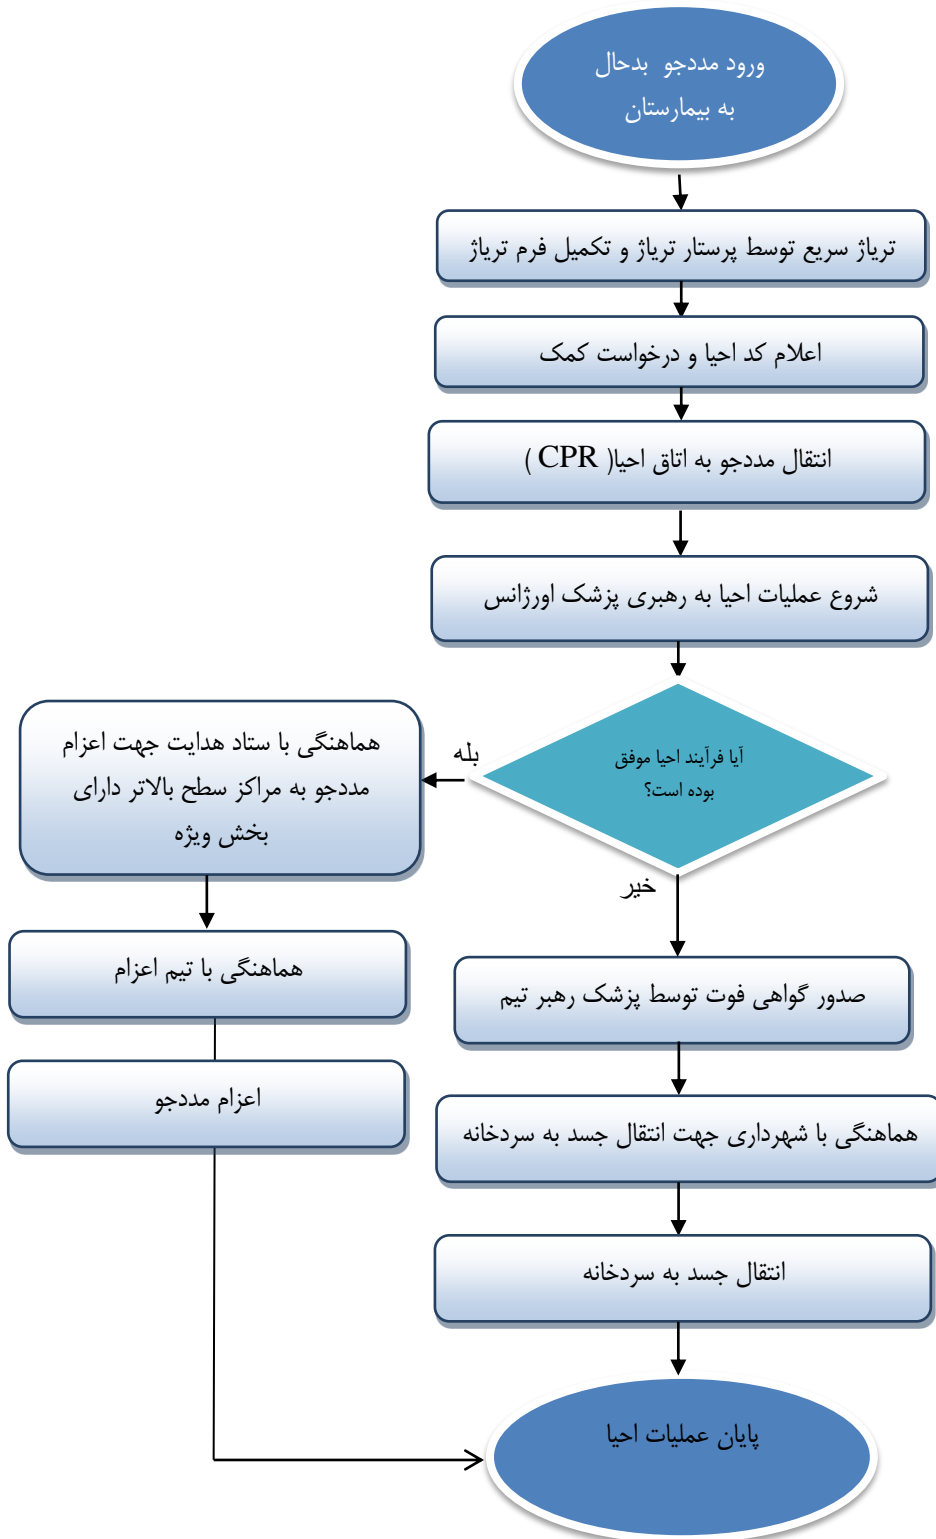 ورود مددجو بدحال
به بیمارستان
تریاژ سریع توسط پرستار تریاژ و تکمیل فرم تریاژ
اعلام کد احیا و درخواست کمک
انتقال مددجو به اتاق احیا( CPR )
شروع عملیات احیا به رهبری پزشک اورژانس
آیا فرآیند احیا موفق
بوده است؟
بله
هماهنگی با ستاد هدایت جهت اعزام
مددجو به مراکز سطح بالاتر دارای
بخش ویژه
هماهنگی با تیم اعزام
اعزام مددجو
خیر
صدور گواهی فوت توسط پزشک رهبر تیم
هماهنگی با شهرداری جهت انتقال جسد به سردخانه
انتقال جسد به سردخانه
پایان عملیات احیا